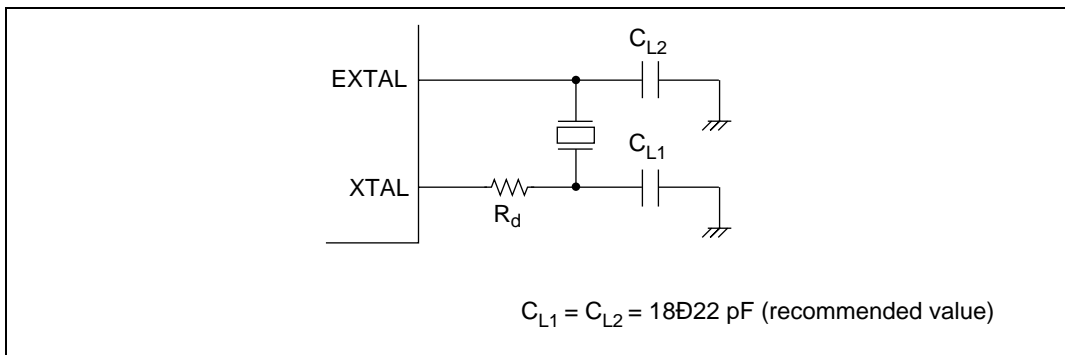 C_L2
EXTAL
C_L1
XTAL
R_d
C_L1 = C_L2 = 18Ð22 pF (recommended value)